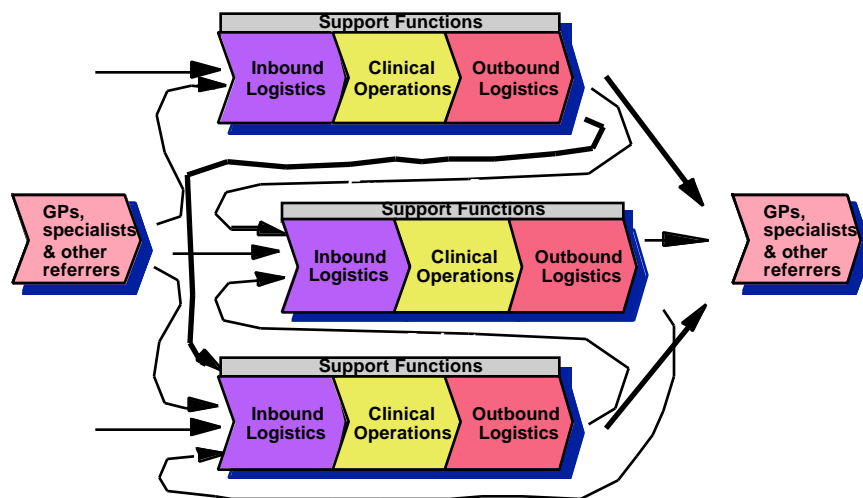 Support Functions
Inbound
Logistics
Clinical
Operations
Outbound
Logistics
GPs,
specialists
& other
referrers
Support Functions
Inbound
Logistics
Clinical
Operations
Outbound
Logistics
GPs,
specialists
& other
referrers
Support Functions
Inbound
Logistics
Clinical
Operations
Outbound
Logistics